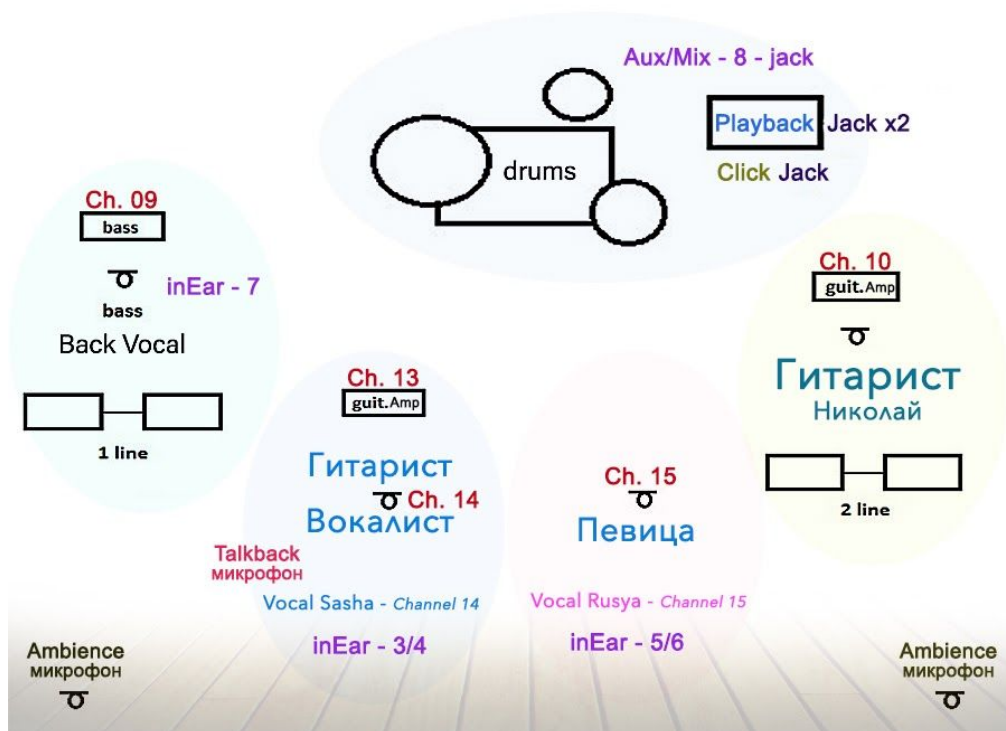 Aux/Mix - 8 - jack
Playback Jack x2
drums
Click Jack
Ch. 09
bass
inEar - 7
bass
Back Vocal
1 line
Ch. 10
guit.Amp
Гитарист
Николай
2 line
Ch. 13
guit.Amp
Гитарист
Ch. 14
Вокалист
Talkback
микрофон
Vocal Sasha - Channel 14
inEar - 3/4
Ch. 15
Певица
Vocal Rusya - Channel 15
inEar - 5/6
Ambience
микрофон
Ambience
микрофон